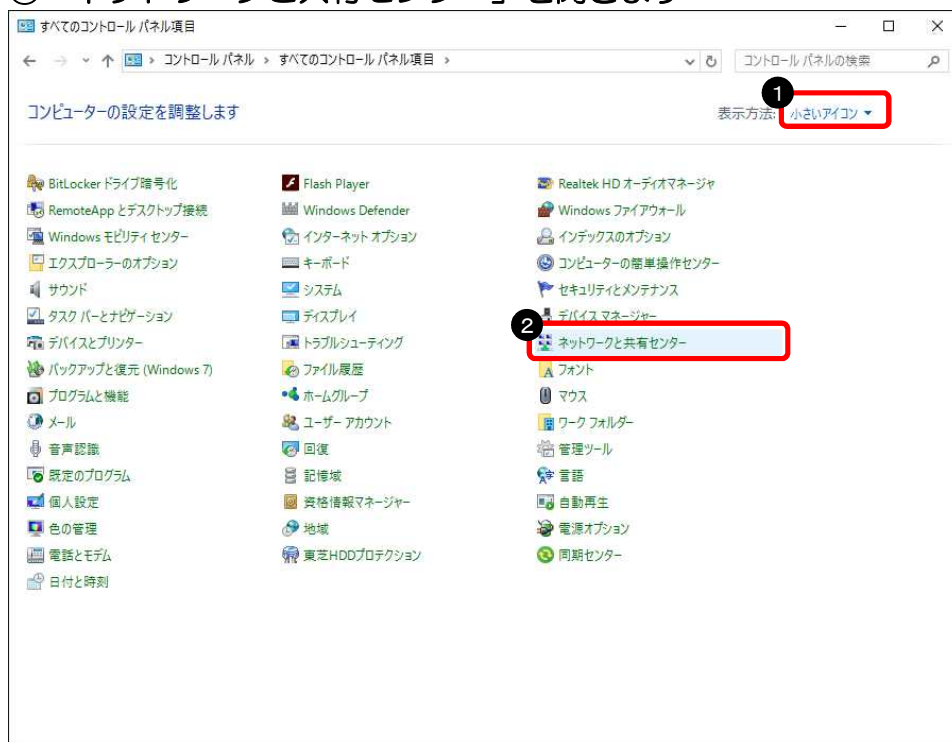 「ネットワークと共有センター」を開きます
すべてのコントロール パネル項目
コントロール パネル > すべてのコントロール パネル項目 >
コントロール パネルの検索
コンピューターの設定を調整します
1
表示方法: 小さいアイコン
BitLocker ドライブ暗号化
Flash Player
Realtek HD オーディオマネージャ
RemoteApp とデスクトップ接続
Windows Defender
Windows ファイアウォール
Windows モビリティ センター
インターネット オプション
インデックスのオプション
エクスプローラーのオプション
キーボード
コンピューターの簡単操作センター
サウンド
システム
セキュリティとメンテナンス
タスク バーとナビゲーション
ディスプレイ
デバイス マネージャー
2
デバイスとプリンター
トラブルシューティング
ネットワークと共有センター
バックアップと復元 (Windows 7)
ファイル履歴
フォント
プログラムと機能
ホームグループ
マウス
メール
ユーザー アカウント
ワーク フォルダー
音声認識
回復
管理ツール
既定のプログラム
記憶域
言語
個人設定
資格情報マネージャー
自動再生
色の管理
地域
電源オプション
電話とモデム
東芝HDDプロテクション
同期センター
日付と時刻